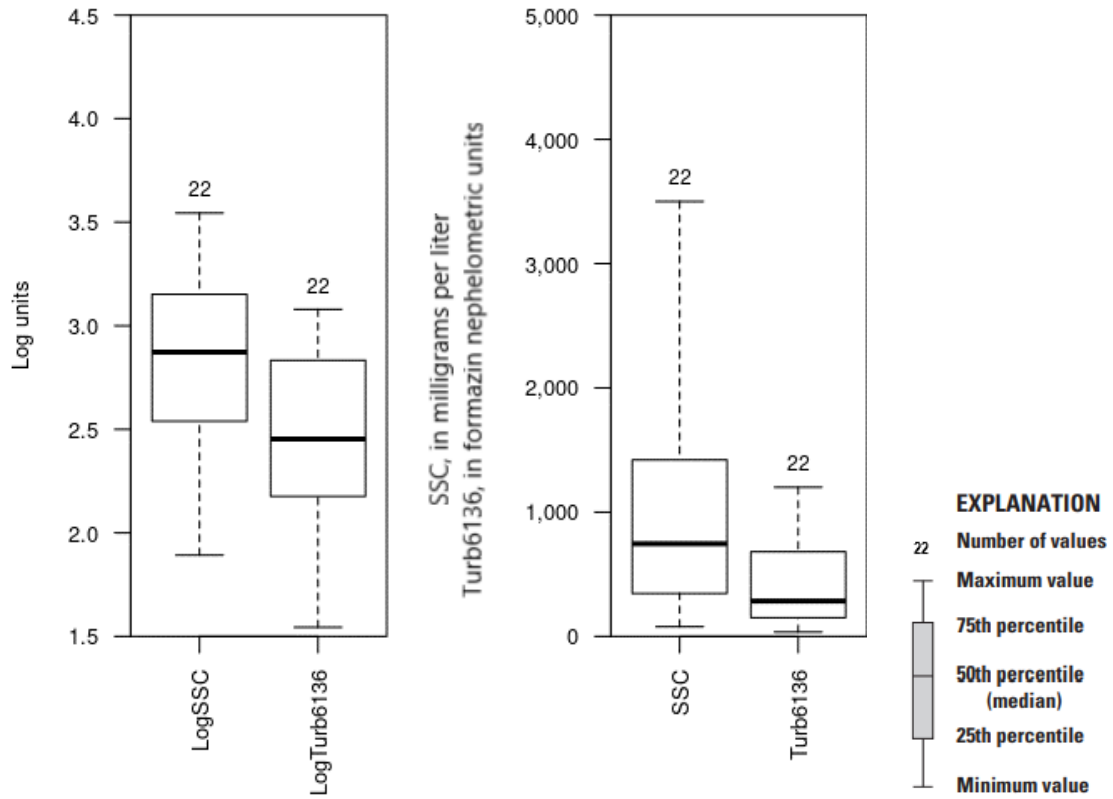 4.5
4.0
3.5
3.0
2.5
2.0
1.5
Log units
22
22
LogSSC
LogTurb6136
SSC, in milligrams per liter
Turb6136, in formazin nephelometric units
5,000
4,000
3,000
2,000
1,000
0
22
22
SSC
Turb6136
EXPLANATION
22 Number of values
Maximum value
75th percentile
50th percentile
(median)
25th percentile
Minimum value